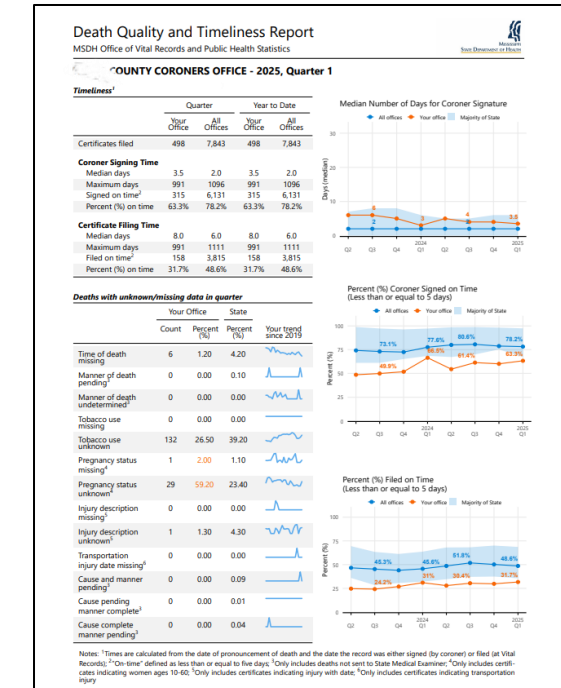 Death Quality and Timeliness Report
MSDH Office of Vital Records and Public Health Statistics
Mississippi
State Department of Health
COUNTY CORONERS OFFICE - 2025, Quarter 1
Timeliness¹
Quarter Year to Date
Your Office All Offices Your Office All Offices
Certificates filed 498 7,843 498 7,843
Coroner Signing Time
Median days 3.5 2.0 3.5 2.0
Maximum days 991 1096 991 1096
Signed on time² 315 6,131 315 6,131
Percent (%) on time 63.3% 78.2% 63.3% 78.2%
Certificate Filing Time
Median days 8.0 6.0 8.0 6.0
Maximum days 991 1111 991 1111
Filed on time² 158 3,815 158 3,815
Percent (%) on time 31.7% 48.6% 31.7% 48.6%
Deaths with unknown/missing data in quarter
Your Office State
Count Percent (%) Percent (%) Your trend since 2019
Time of death missing 6 1.20 4.20
Manner of death pending³ 0 0.00 0.10
Manner of death undetermined³ 0 0.00 0.00
Tobacco use missing 0 0.00 0.00
Tobacco use unknown 132 26.50 39.20
Pregnancy status missing⁴ 1 2.00 1.10
Pregnancy status unknown⁴ 29 59.20 23.40
Injury description missing⁵ 0 0.00 0.00
Injury description unknown⁵ 1 1.30 4.30
Transportation injury date missing⁶ 0 0.00 0.00
Cause and manner pending³ 0 0.00 0.09
Cause pending manner complete³ 0 0.00 0.01
Cause complete manner pending³ 0 0.00 0.04
Median Number of Days for Coroner Signature
All offices Your office Majority of State
Days (median)
30
20
10
0
6 3 4 3.5
2 2
Q2 Q3 Q4 2024 Q1 Q2 Q3 Q4 2025 Q1
Percent (%) Coroner Signed on Time
(Less than or equal to 5 days)
All offices Your office Majority of State
Percent (%)
100
75
50
25
0
73.1% 77.6% 80.6% 78.2%
49.9% 66.5% 61.4% 63.3%
Q2 Q3 Q4 2024 Q1 Q2 Q3 Q4 2025 Q1
Percent (%) Filed on Time
(Less than or equal to 5 days)
All offices Your office Majority of State
Percent (%)
100
75
50
25
0
45.3% 45.6% 51.8% 48.6%
24.2% 31% 30.4% 31.7%
Q2 Q3 Q4 2024 Q1 Q2 Q3 Q4 2025 Q1
Notes: ¹Times are calculated from the date of pronouncement of death and the date the record was either signed (by coroner) or filed (at Vital
Records); ²"On-time" defined as less than or equal to five days; ³Only includes deaths not sent to State Medical Examiner; ⁴Only includes certifi-
cates indicating women ages 10-60; ⁵Only includes certificates indicating injury with date; ⁶Only includes certificates indicating transportation
injury